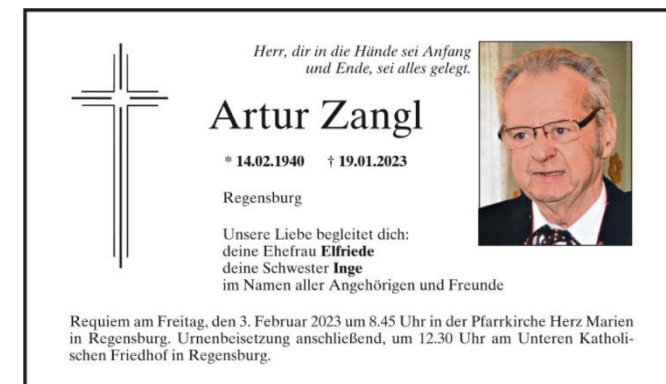 Herr, dir in die Hände sei Anfang
und Ende, sei alles gelegt.
Artur Zangl
* 14.02.1940 † 19.01.2023
Regensburg
Unsere Liebe begleitet dich:
deine Ehefrau Elfriede
deine Schwester Inge
im Namen aller Angehörigen und Freunde
Requiem am Freitag, den 3. Februar 2023 um 8.45 Uhr in der Pfarrkirche Herz Marien
in Regensburg. Urnenbeisetzung anschließend, um 12.30 Uhr am Unteren Katholi-
schen Friedhof in Regensburg.